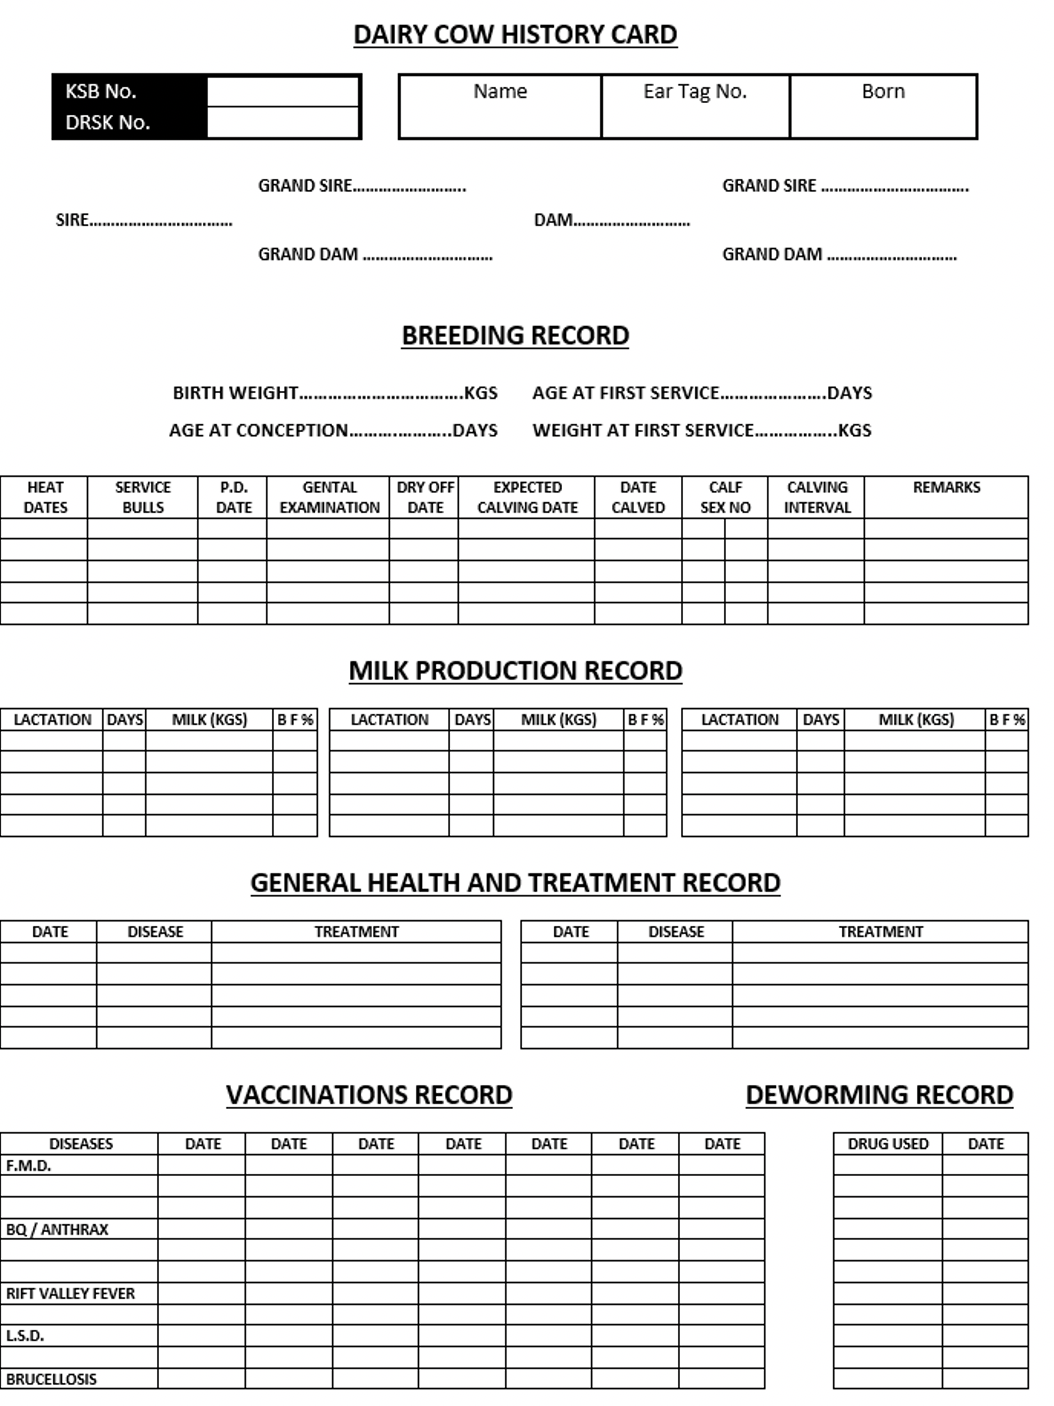 DAIRY COW HISTORY CARD
KSB No.
DRSK No.
Name Ear Tag No. Born
GRAND SIRE........................... GRAND SIRE ..................................
SIRE................................. DAM...........................
GRAND DAM .............................. GRAND DAM ..............................
BREEDING RECORD
BIRTH WEIGHT.....................................KGS AGE AT FIRST SERVICE........................DAYS
AGE AT CONCEPTION........................DAYS WEIGHT AT FIRST SERVICE...................KGS
HEAT DATES SERVICE BULLS P.D. DATE GENTAL EXAMINATION DRY OFF DATE EXPECTED CALVING DATE DATE CALVED CALF SEX NO CALVING INTERVAL REMARKS
MILK PRODUCTION RECORD
LACTATION DAYS MILK (KGS) B F % LACTATION DAYS MILK (KGS) B F % LACTATION DAYS MILK (KGS) B F %
GENERAL HEALTH AND TREATMENT RECORD
DATE DISEASE TREATMENT DATE DISEASE TREATMENT
VACCINATIONS RECORD DEWORMING RECORD
DISEASES DATE DATE DATE DATE DATE DATE DATE DRUG USED DATE
F.M.D.
BQ / ANTHRAX
RIFT VALLEY FEVER
L.S.D.
BRUCELLOSIS